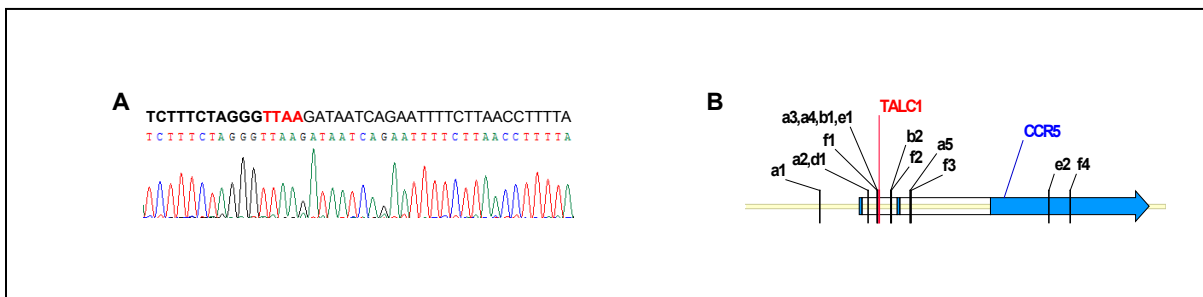 A
TCTTTCTAGGGTTAAGATAATCAGAATTTTCTTAACCTTTTA
TCTTTCTAGGGTTAAGATAATCAGAATTTTCTTAACCTTTTA
B
TALC1
a3,a4,b1,e1
CCR5
b2
f1
f2
a5
a2,d1
f3
e2
f4
a1